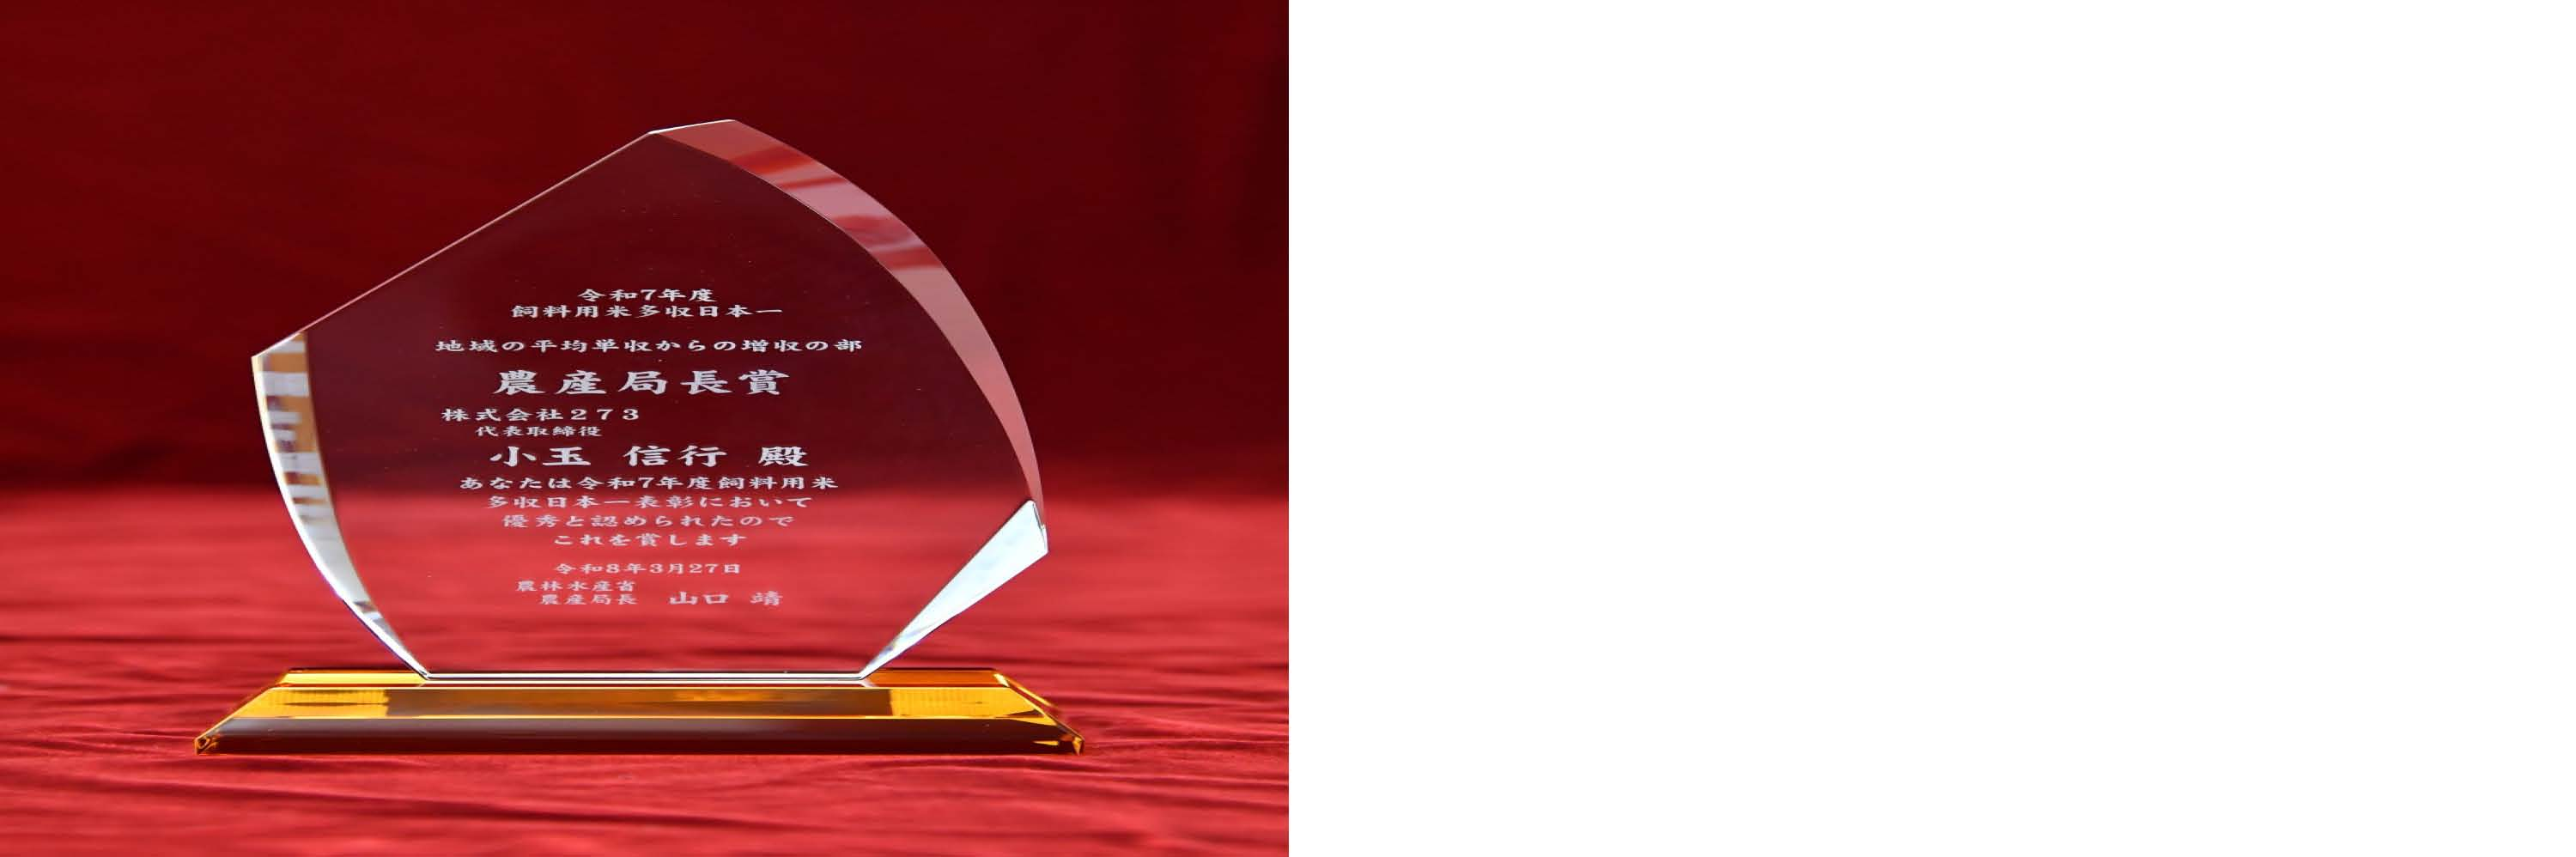 令和7年度
飼料用米多収日本一
地域の平均単収からの増収の部
農産局長賞
株式会社273
代表取締役
小玉 信行 殿
あなたは令和7年度飼料用米
多収日本一表彰において
優秀と認められたので
これを賞します
令和8年3月27日
農林水産省
農産局長 山口 靖